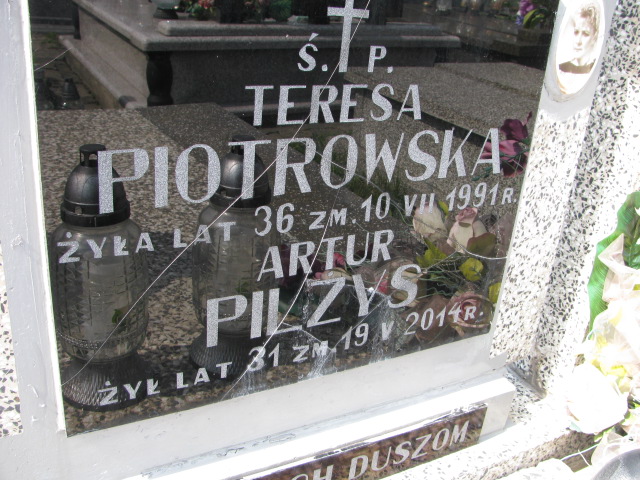 Ś. P.
TERESA
PIOTROWSKA
ŻYŁA LAT 36 ZM. 10 VII 1991 R.
ARTUR
PILZYS
ŻYŁ LAT 31 ZM. 19 V 2014 R.
DUSZOM